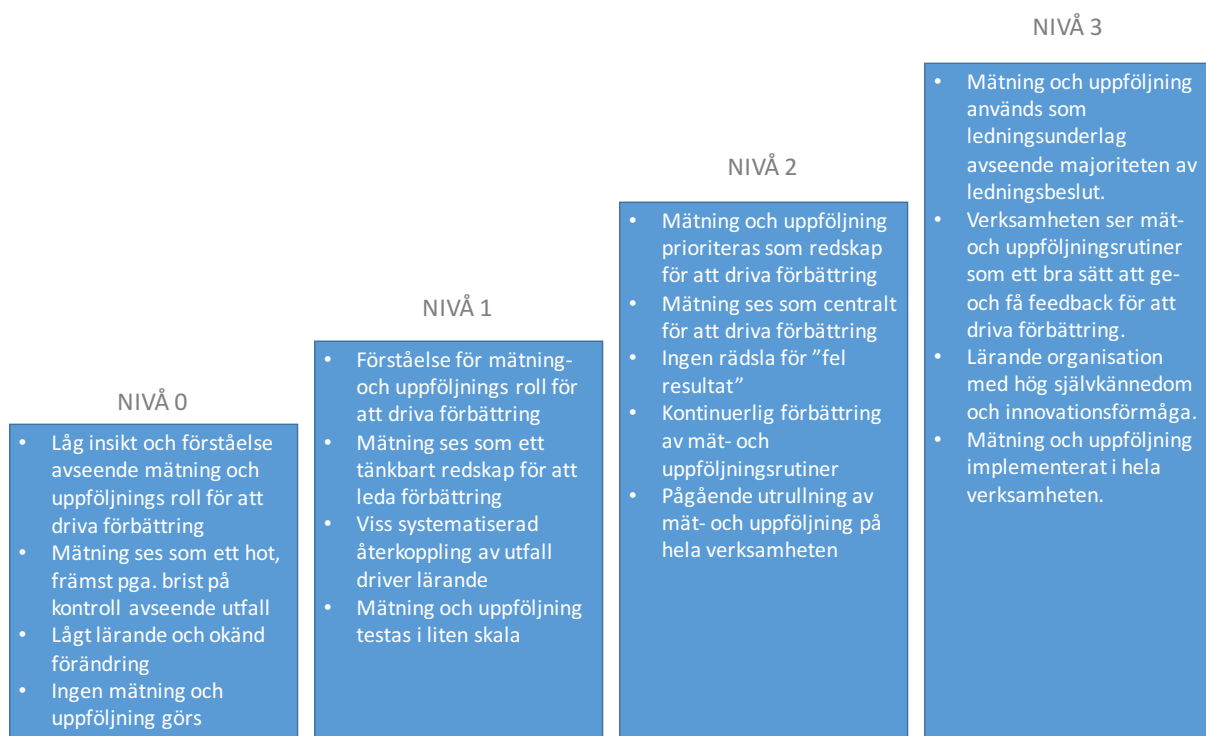 NIVÅ 0
• Låg insikt och förståelse
avseende mätning och
uppföljnings roll för att
driva förbättring
• Mätning ses som ett hot,
främst pga. brist på
kontroll avseende utfall
• Lågt lärande och okänd
förändring
• Ingen mätning och
uppföljning görs
NIVÅ 1
• Förståelse för mätning-
och uppföljnings roll för
att driva förbättring
• Mätning ses som ett
tänkbart redskap för att
leda förbättring
• Viss systematiserad
återkoppling av utfall
driver lärande
• Mätning och uppföljning
testas i liten skala
NIVÅ 2
• Mätning och uppföljning
prioriteras som redskap
för att driva förbättring
• Mätning ses som centralt
för att driva förbättring
• Ingen rädsla för ”fel
resultat”
• Kontinuerlig förbättring
av mät- och
uppföljningsrutiner
• Pågående utrullning av
mät- och uppföljning på
hela verksamheten
NIVÅ 3
• Mätning och uppföljning
används som
ledningsunderlag
avseende majoriteten av
ledningsbeslut.
• Verksamheten ser mät-
och uppföljningsrutiner
som ett bra sätt att ge-
och få feedback för att
driva förbättring.
• Lärande organisation
med hög självkännedom
och innovationsförmåga.
• Mätning och uppföljning
implementerat i hela
verksamheten.